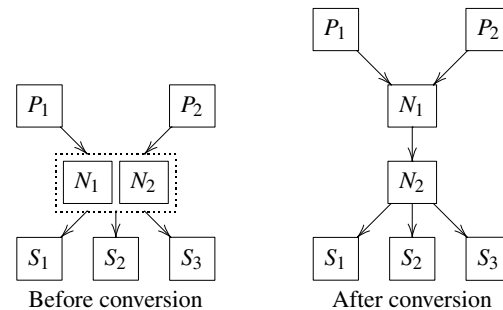 P₁ P₂
N₁ N₂
S₁ S₂ S₃
Before conversion
P₁ P₂
N₁
N₂
S₁ S₂ S₃
After conversion